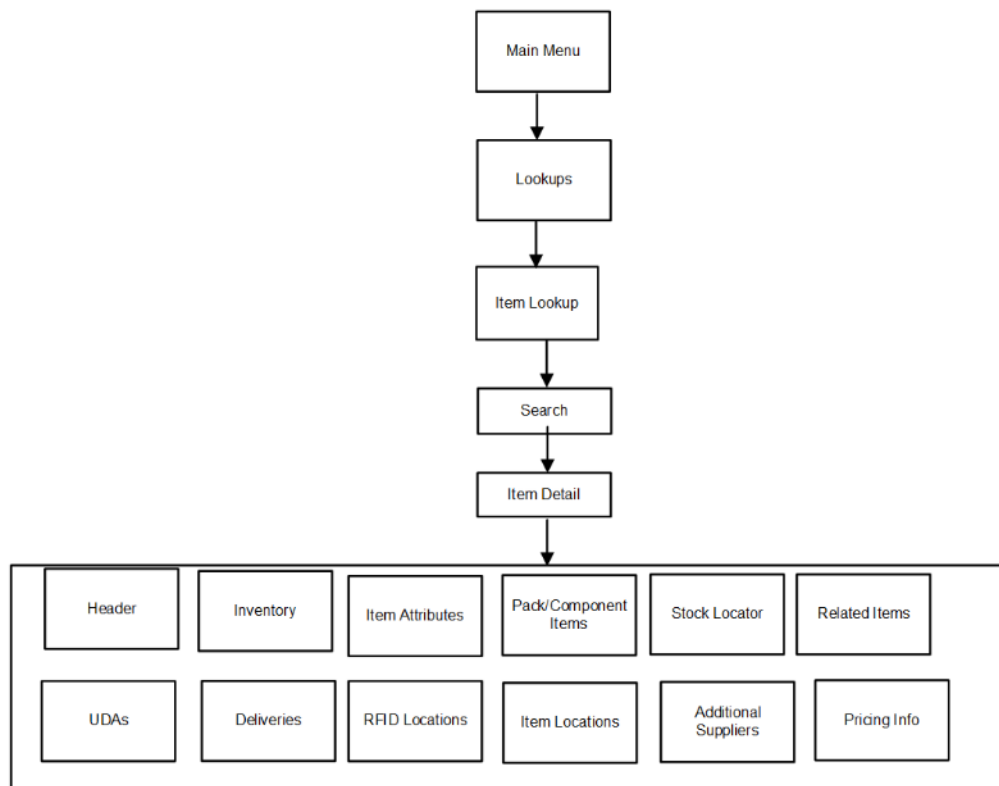 Main Menu
Lookups
Item Lookup
Search
Item Detail
Header
Inventory
Item Attributes
Pack/Component
Items
Stock Locator
Related Items
UDAs
Deliveries
RFID Locations
Item Locations
Additional
Suppliers
Pricing Info